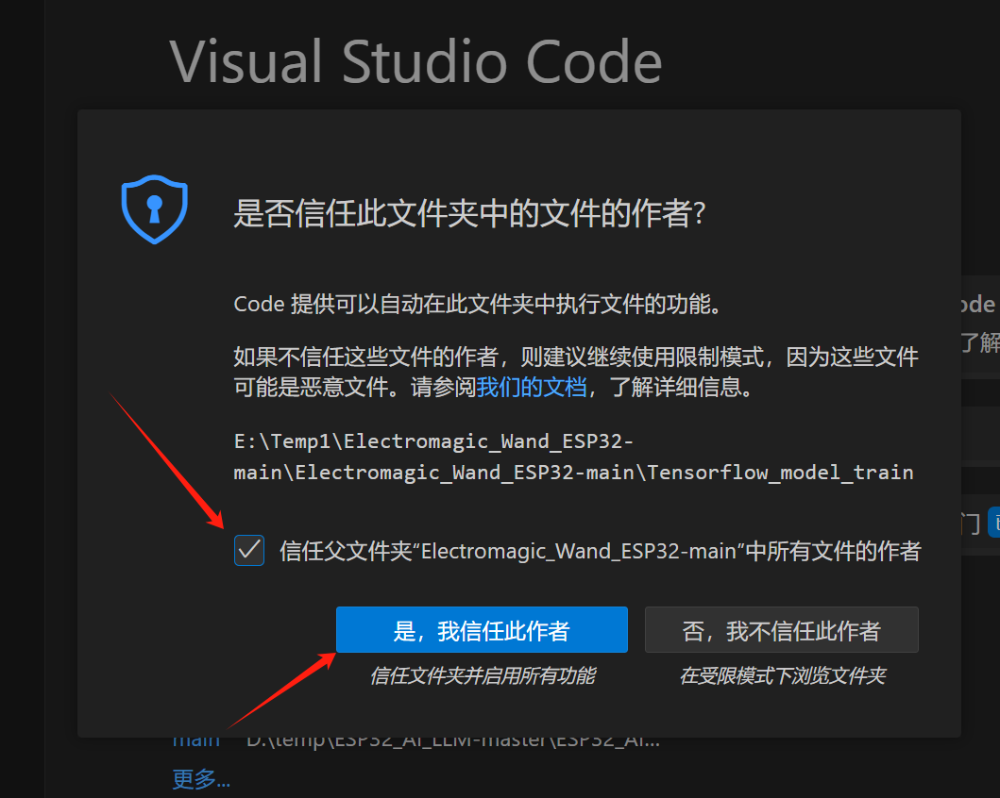 Visual Studio Code
是否信任此文件夹中的文件的作者?
Code 提供可以自动在此文件夹中执行文件的功能。
ode
了解
如果不信任这些文件的作者，则建议继续使用限制模式，因为这些文件
可能是恶意文件。请参阅我们的文档，了解详细信息。
E:\Temp1\Electromagic_Wand_ESP32-
main\Electromagic_Wand_ESP32-main\Tensorflow_model_train
门
信任父文件夹“Electromagic_Wand_ESP32-main”中所有文件的作者
是，我信任此作者
否，我不信任此作者
信任文件夹并启用所有功能
在受限模式下浏览文件夹
main D:\temp\ESP32_AI_LLM-master\ESP32_AI...
更多...